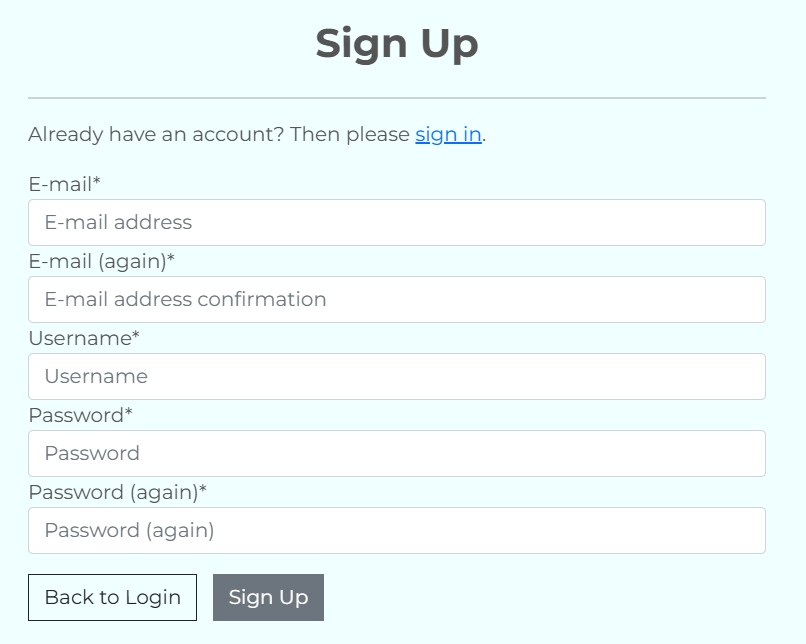 Sign Up
Already have an account? Then please sign in.
E-mail*
E-mail address
E-mail (again)*
E-mail address confirmation
Username*
Username
Password*
Password
Password (again)*
Password (again)
Back to Login Sign Up